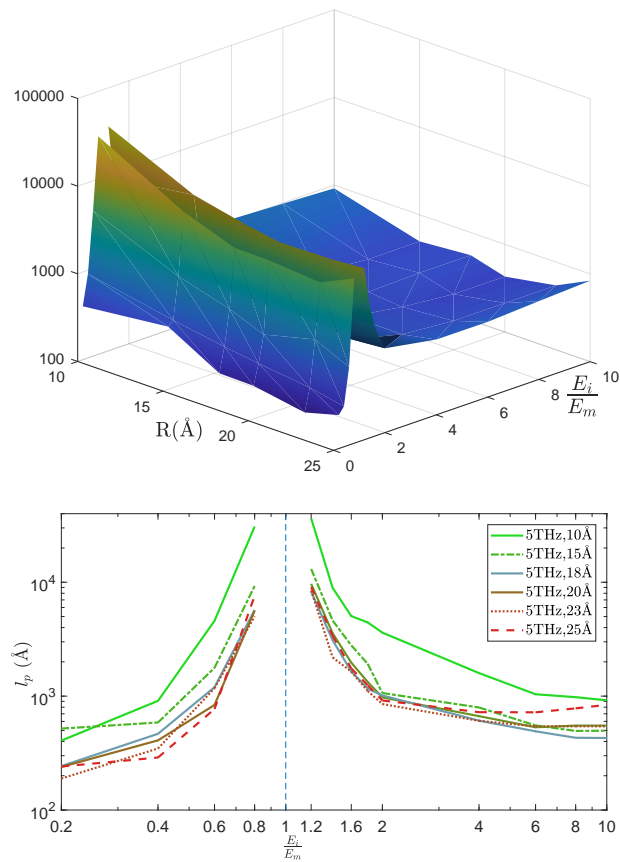 100000
10000
1000
100
10
15
20
25
R(Å)
0
2
4
6
8
10
E_i
E_m
10^4
10^3
10^2
l_p (Å)
5THz,10Å
5THz,15Å
5THz,18Å
5THz,20Å
5THz,23Å
5THz,25Å
0.2 0.4 0.6 0.8 1 1.2 1.6 2 4 6 8 10
E_i
E_m